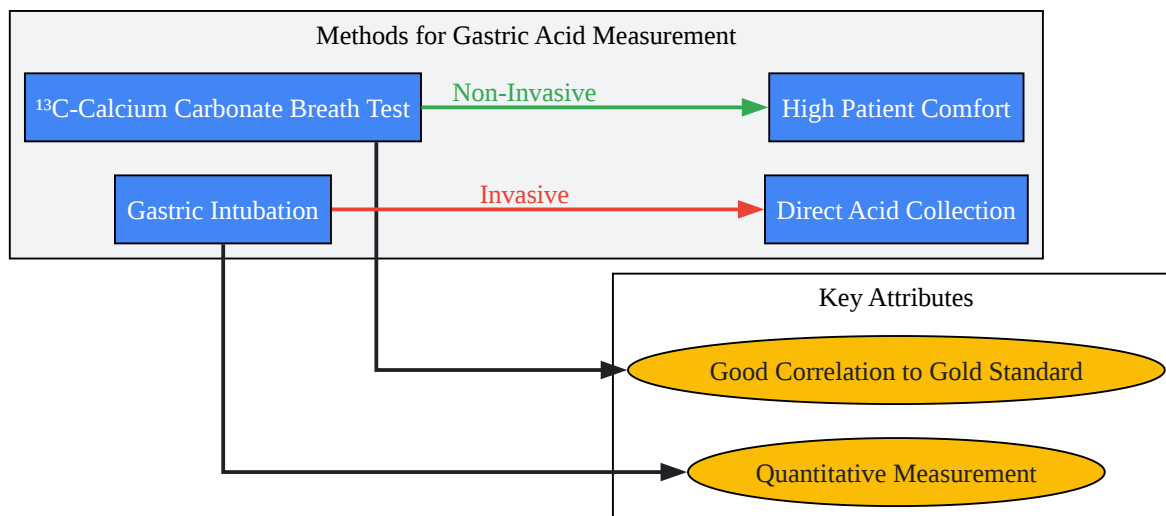 Methods for Gastric Acid Measurement
¹³C-Calcium Carbonate Breath Test
Non-Invasive
High Patient Comfort
Gastric Intubation
Invasive
Direct Acid Collection
Key Attributes
Good Correlation to Gold Standard
Quantitative Measurement